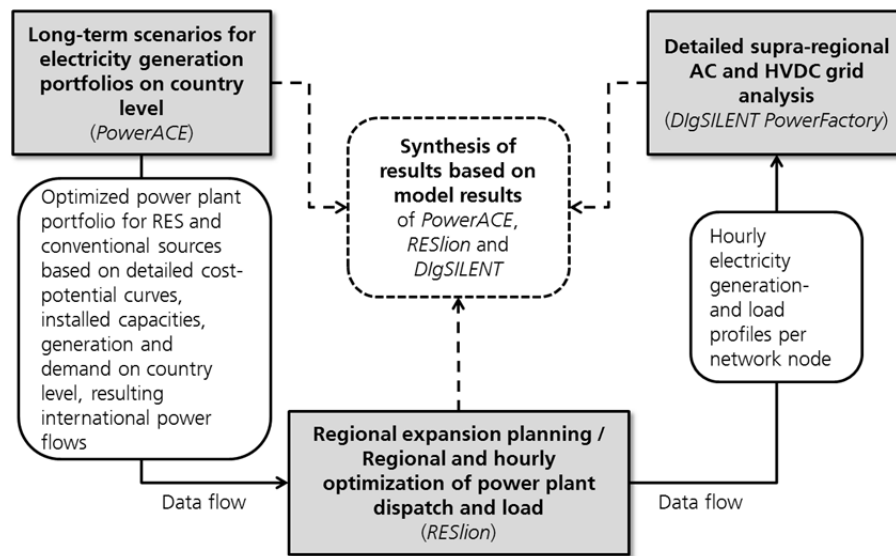 Long-term scenarios for
electricity generation
portfolios on country
level
(PowerACE)
Detailed supra-regional
AC and HVDC grid
analysis
(DIgSILENT PowerFactory)
Synthesis of
results based on
model results
of PowerACE,
RESlion and
DIgSILENT
Optimized power plant
portfolio for RES and
conventional sources
based on detailed cost-
potential curves,
installed capacities,
generation and
demand on country
level, resulting
international power
flows
Hourly
electricity
generation-
and load
profiles per
network node
Regional expansion planning /
Regional and hourly
optimization of power plant
dispatch and load
(RESlion)
Data flow
Data flow